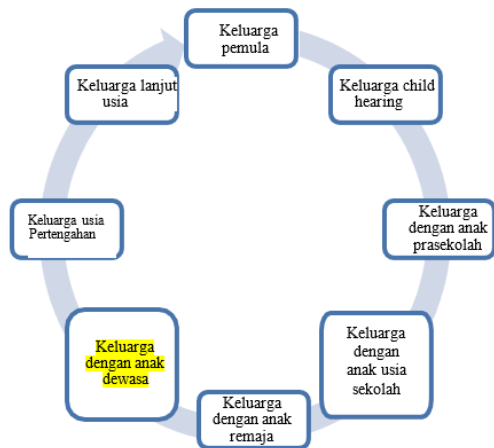 Keluarga
pemula
Keluarga child
hearing
Keluarga
dengan anak
prasekolah
Keluarga
dengan
anak usia
sekolah
Keluarga
dengan anak
remaja
Keluarga
dengan anak
dewasa
Keluarga usia
Pertengahan
Keluarga lanjut
usia